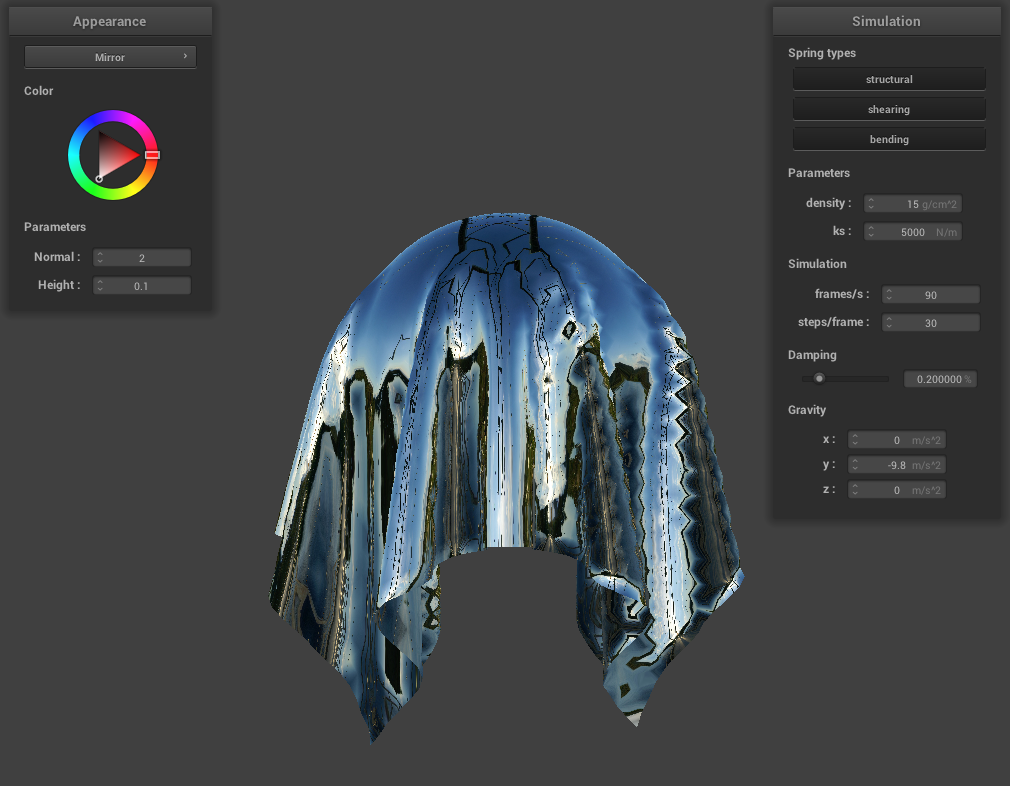 Appearance
Mirror
Color
Parameters
Normal : 2
Height : 0.1
Simulation
Spring types
structural
shearing
bending
Parameters
density : 15 g/cm^2
ks : 5000 N/m
Simulation
frames/s : 90
steps/frame : 30
Damping
0.200000 %
Gravity
x : 0 m/s^2
y : -9.8 m/s^2
z : 0 m/s^2